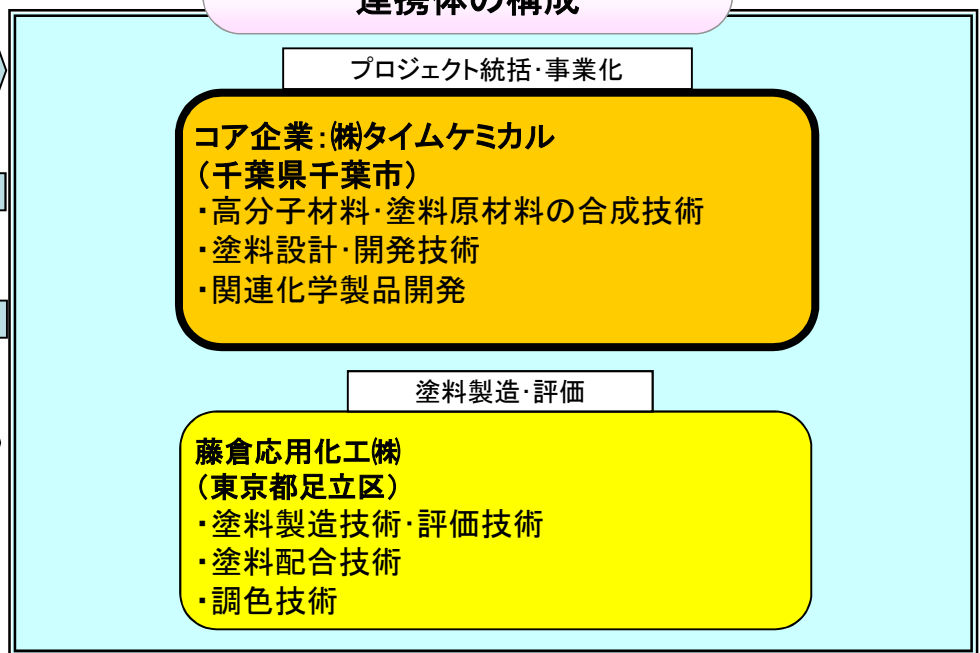 連携体の構成
プロジェクト統括・事業化
コア企業：㈱タイムケミカル
（千葉県千葉市）
・高分子材料・塗料原材料の合成技術
・塗料設計・開発技術
・関連化学製品開発
塗料製造・評価
藤倉応用化工㈱
（東京都足立区）
・塗料製造技術・評価技術
・塗料配合技術
・調色技術